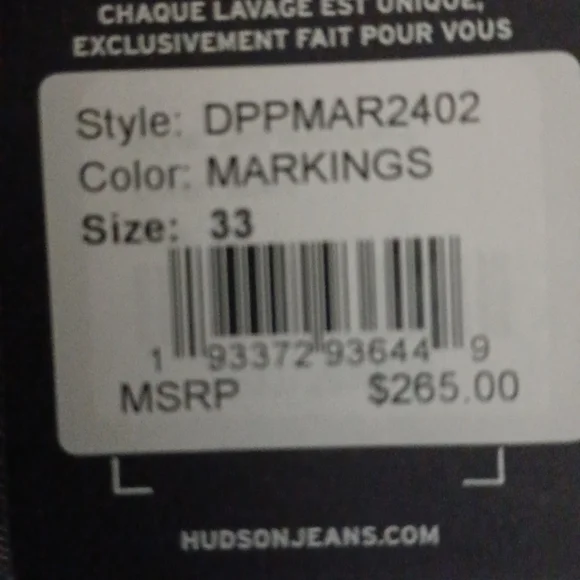 CHAQUE LAVAGE EST UNIQUE,
EXCLUSIVEMENT FAIT POUR VOUS
Style: DPPMAR2402
Color: MARKINGS
Size: 33
1 93372 93644 9
MSRP $265.00
HUDSONJEANS.COM